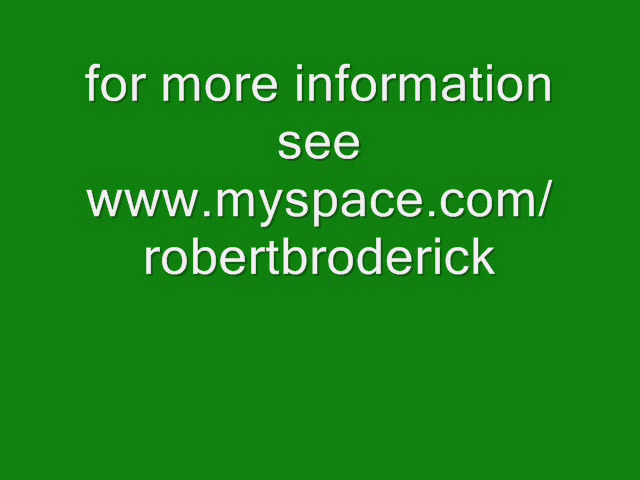 for more information
see
www.myspace.com/
robertbroderick